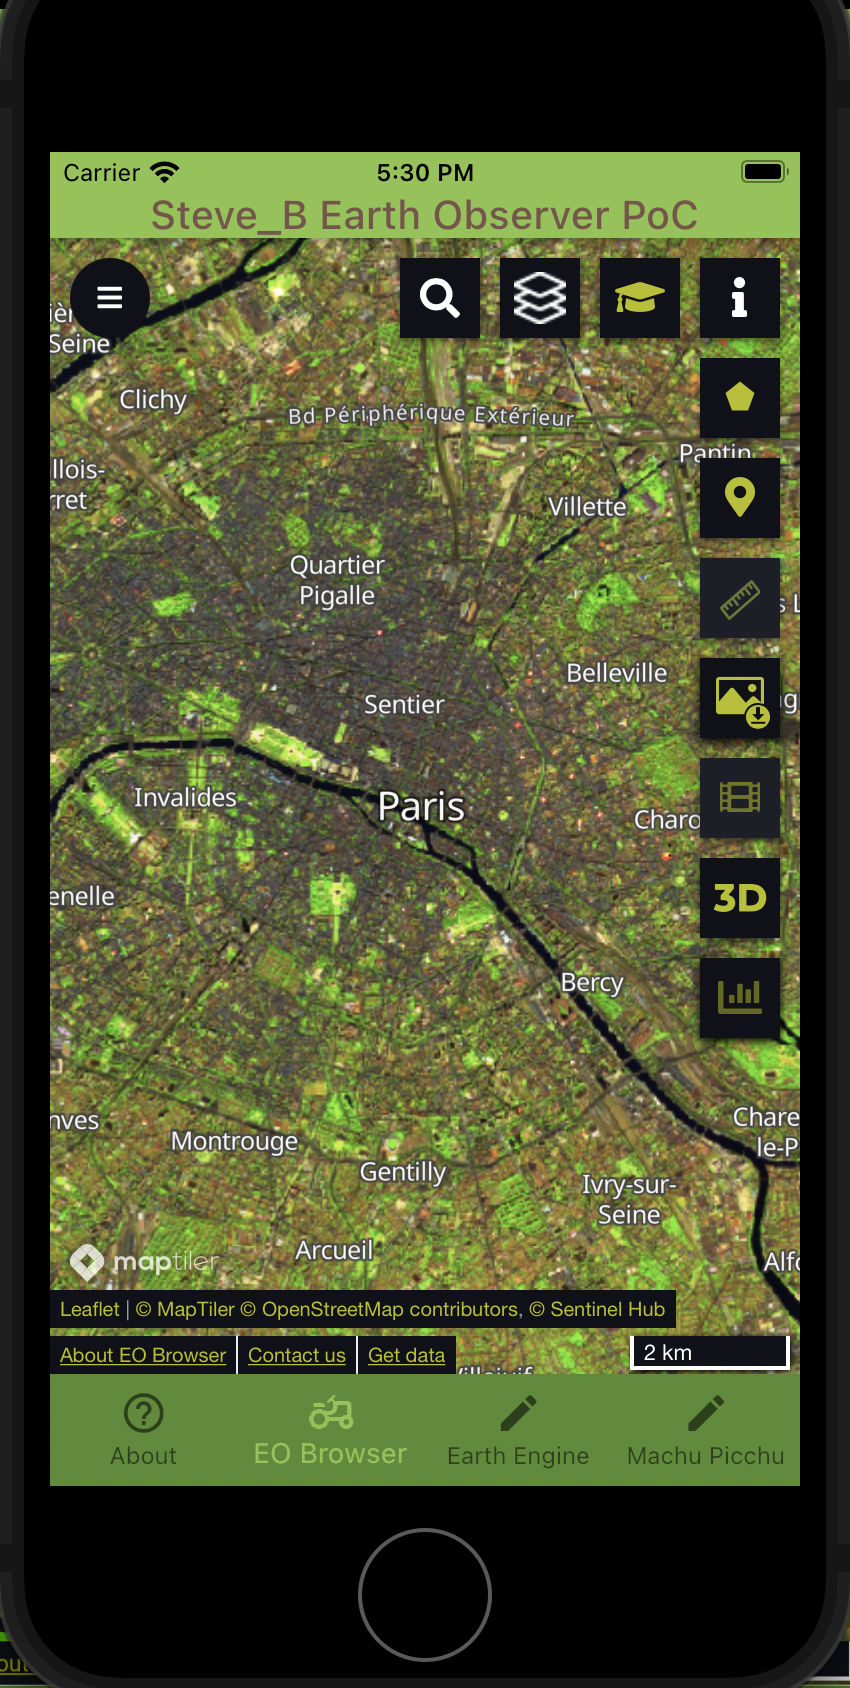 Carrier
5:30 PM
Steve_B Earth Observer PoC
Seine
Clichy
Bd Périphérique Extérieur
Pantin
llois-
rret
Villette
Quartier
Pigalle
Belleville
Sentier
Invalides
Paris
Charo
enelle
3D
Bercy
nves
Montrouge
Chare
le-P
Gentilly
Ivry-sur-
Seine
Arcueil
Alfo
maptiler
Leaflet | © MapTiler © OpenStreetMap contributors, © Sentinel Hub
About EO Browser
Contact us
Get data
2 km
About
EO Browser
Earth Engine
Machu Picchu